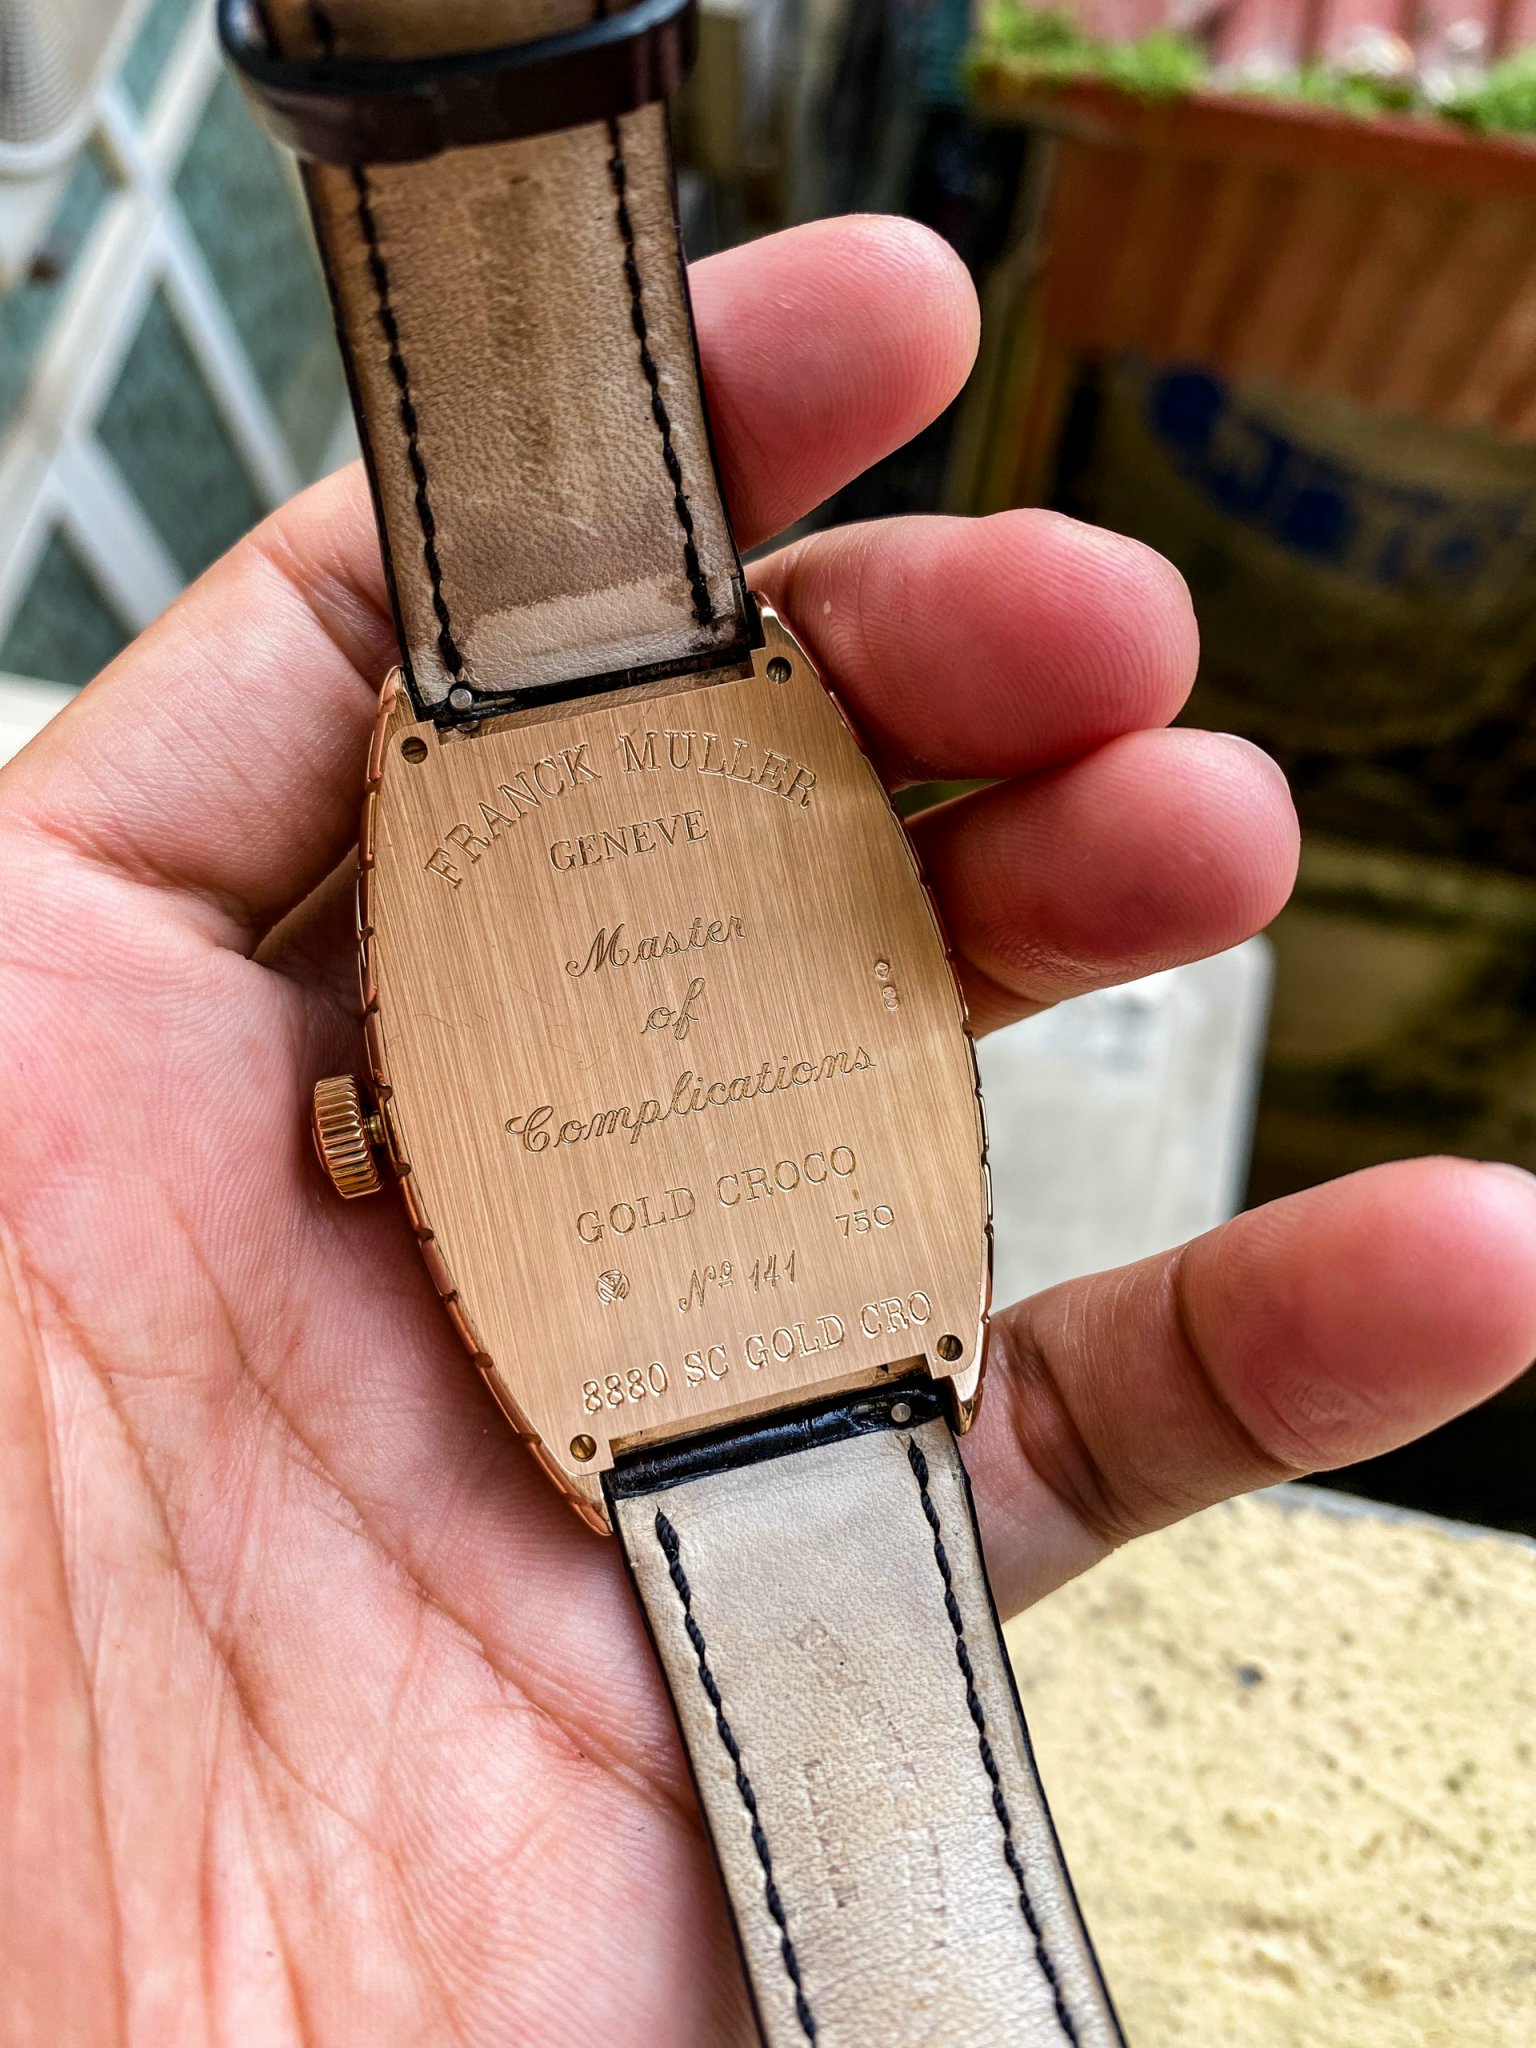 FRANCK MULLER
GENEVE
Master
of
Complications
GOLD CROCO
750
Nº 141
8880 SC GOLD CRO